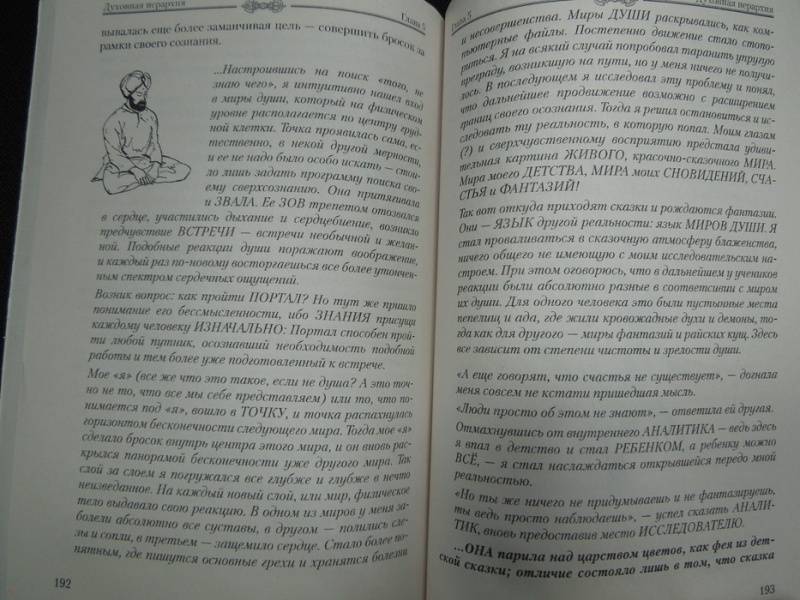 Духовная иерархия
Глава 5
вывалась еще более заманчивая цель — совершить бросок за
рамки своего сознания.
...Настроившись на поиск «того, не
знаю чего», я интуитивно нашел вход
в миры души, который на физическом
уровне располагается по центру груд-
ной клетки. Точка проявилась сама, ес-
тественно, в некой другой мерности,
и ее не надо было особо искать — стои-
ло лишь задать программу поиска сво-
ему сверхсознанию. Она притягивала
и ЗВАЛА. Ее ЗОВ трепетом отозвался
в сердце, участились дыхание и сердцебиение, возникло
предчувствие ВСТРЕЧИ — встречи необычной и желан-
ной. Подобные реакции души поражают воображение,
и каждый раз по-новому восторгаешься все более утончен-
ным спектром сердечных ощущений.
Возник вопрос: как пройти ПОРТАЛ? Но тут же пришло
понимание его бессмысленности, ибо ЗНАНИЯ присущи
каждому человеку ИЗНАЧАЛЬНО: Портал способен прой-
ти любой путник, осознавший необходимость подобной
работы и тем более уже подготовленный к встрече.
Мое «я» (все же что это такое, если не душа? А это точ-
но не то, что все мы себе представляем) или то, что по-
нимается под «я», вошло в ТОЧКУ, и точка распахнулась
горизонтом бесконечности следующего мира. Тогда мое «я»
сделало бросок внутрь центра этого мира, и он вновь рас-
крылся панорамой бесконечности уже другого мира. Так
слой за слоем я погружался все глубже и глубже в нечто
неизведанное. На каждый новый слой, или мир, физическое
тело выдавало свою реакцию. В одном из миров у меня за-
болели абсолютно все суставы, в другом — полились сле-
зы и сопли, в третьем — защемило сердце. Стало более по-
нятным, где пишутся основные грехи и хранятся болезни
192
Глава 5
Духовная иерархия
и несовершенства. Миры ДУШИ раскрывались, как ком-
пьютерные файлы. Постепенно движение стало стопо-
риться. Я на всякий случай попробовал таранить упругую
преграду, возникшую на пути, но у меня ничего не получи-
лось. В последующем я исследовал эту проблему и понял,
что дальнейшее продвижение возможно с расширением
границ своего осознания. Тогда я решил остановиться и ис-
следовать ту реальность, в которую попал. Моим глазам
(?) и сверхчувственному восприятию предстала удиви-
тельная картина ЖИВОГО, красочно-сказочного МИРА.
Мира моего ДЕТСТВА, МИРА моих СНОВИДЕНИЙ, СЧА-
СТЬЯ и ФАНТАЗИЙ!
Так вот откуда приходят сказки и рождаются фантазии.
Они — ЯЗЫК другой реальности: язык МИРОВ ДУШИ. Я
стал проваливаться в сказочную атмосферу блаженства,
ничего общего не имеющую с моим исследовательским на-
строем. При этом оговорюсь, что в дальнейшем у учеников
реакции были абсолютно разные в соответсвии с миром
их души. Для одного человека это были пустынные места
пепелищ и ада, где жили кровожадные духи и демоны, то-
гда как для другого — миры фантазий и райских кущ. Здесь
все зависит от степени чистоты и зрелости души.
«А еще говорят, что счастья не существует», — догнала
меня совсем не кстати пришедшая мысль.
«Люди просто об этом не знают», — ответила ей другая.
Отмахнувшись от внутреннего АНАЛИТИКА — ведь здесь
я впал в детство и стал РЕБЕНКОМ, а ребенку можно
ВСЁ, — я стал наслаждаться открывшейся передо мной
реальностью.
«Но ты же ничего не придумываешь и не фантазируешь,
ты ведь просто наблюдаешь», — успел сказать АНАЛИ-
ТИК, вновь предоставив место ИССЛЕДОВАТЕЛЮ.
...ОНА парила над царством цветов, как фея из дет-
ской сказки; отличие состояло лишь в том, что сказка
193